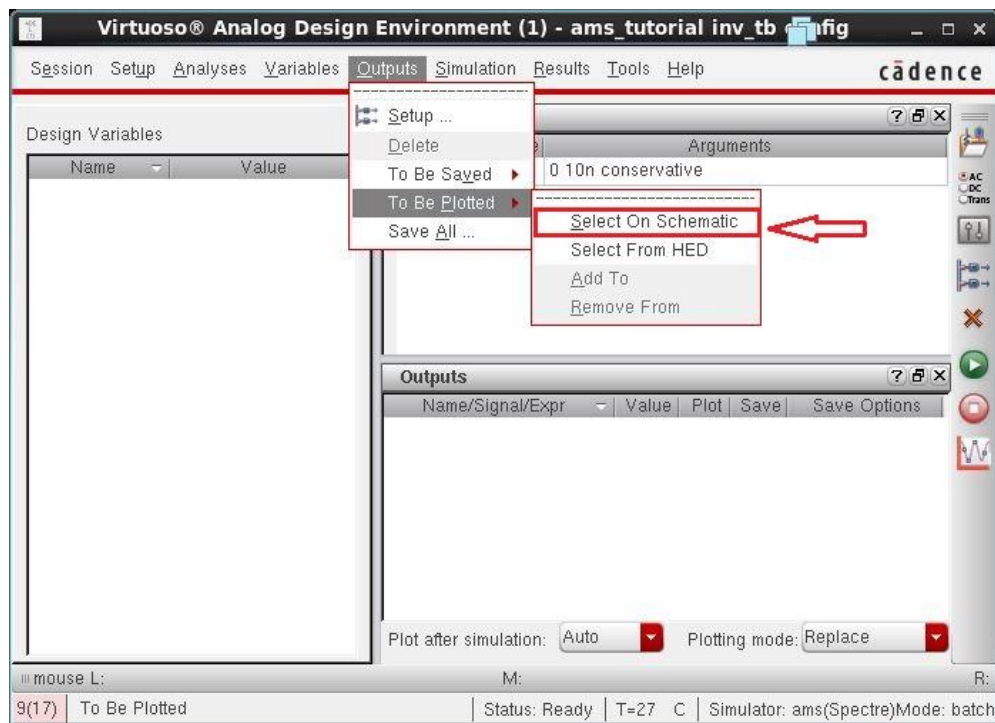 Virtuoso® Analog Design Environment (1) - ams_tutorial inv_tb
Session Setup Analyses Variables Outputs Simulation Results Tools Help cādence
Setup ...
Delete
To Be Saved
To Be Plotted
Save All ...
Design Variables
Name Value
Arguments
0 10n conservative
Select On Schematic
Select From HED
Add To
Remove From
AC
DC
Trans
Outputs
Name/Signal/Expr Value Plot Save Save Options
Plot after simulation: Auto Plotting mode: Replace
mouse L: M: R:
9(17) To Be Plotted Status: Ready T=27 C Simulator: ams(Spectre) Mode: batch